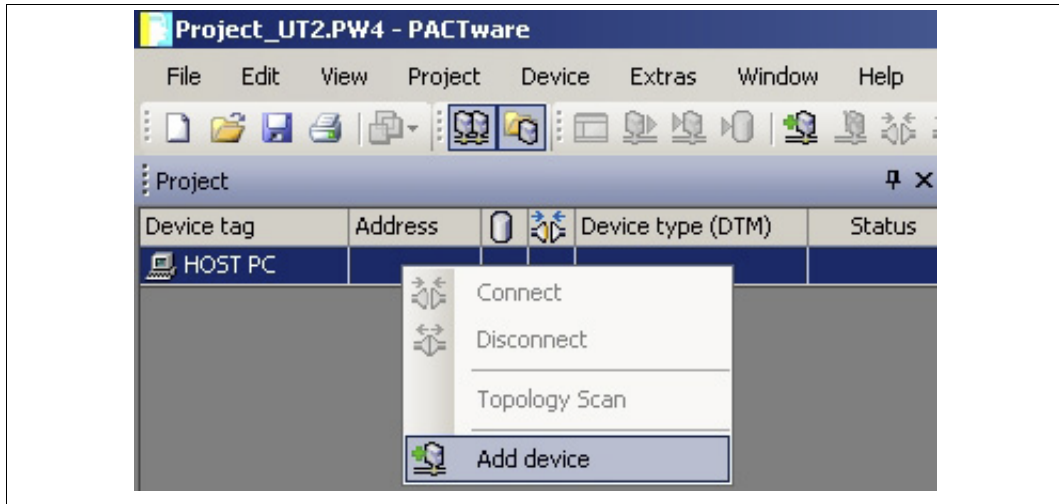 Project_UT2.PW4 - PACTware
File Edit View Project Device Extras Window Help
Project
Device tag Address Device type (DTM) Status
HOST PC
Connect
Disconnect
Topology Scan
Add device